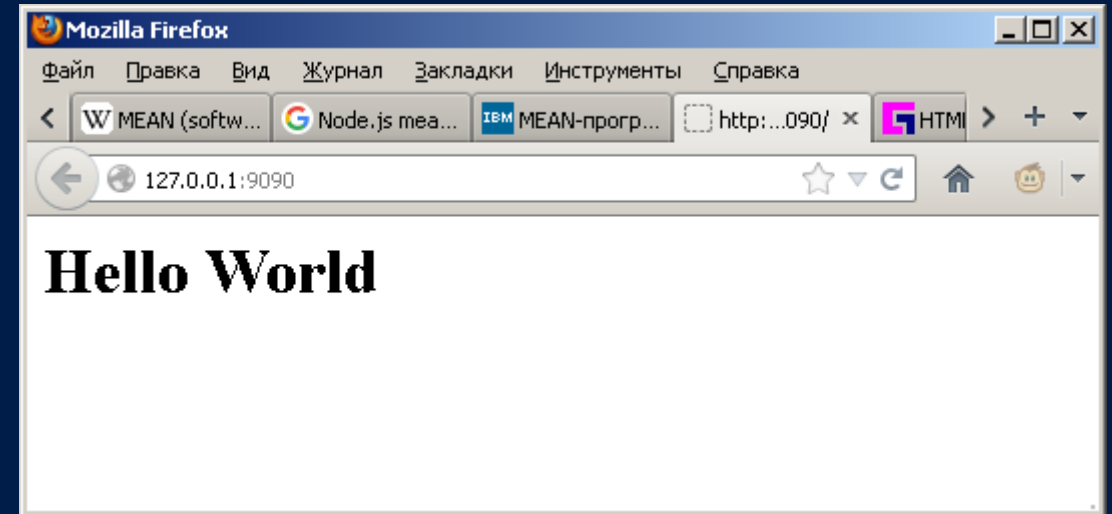 Mozilla Firefox
Файл Правка Вид Журнал Закладки Инструменты Справка
W MEAN (softw... G Node.js mea... IBM MEAN-прогр... http:...090/ HTMl
127.0.0.1:9090
Hello World